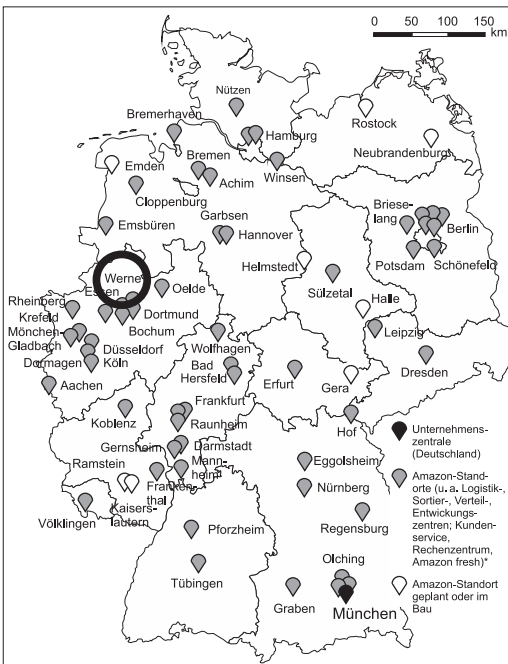 0 50 100 150
km
Nützen
Bremerhaven
Rostock
Hamburg
Neubrandenburg
Emden
Bremen
Achim
Winsen
Cloppenburg
Garbsen
Briese-
lang
Emsbüren
Hannover
Berlin
Helmstedt
Potsdam
Schönefeld
Werne
Essen
Oelde
Sülzetal
Rheinberg
Halle
Krefeld
Dortmund
Mönchen-
Gladbach
Bochum
Leipzig
Wolfhagen
Düsseldorf
Dormagen
Köln
Bad
Hersfeld
Erfurt
Dresden
Gera
Aachen
Frankfurt
Koblenz
Raunheim
Hof
Unternehmens-
zentrale
(Deutschland)
Gernsheim
Darmstadt
Eggolsheim
Ramstein
Mann-
heim
Franken-
thal
Nürnberg
Amazon-Stand-
orte (u. a. Logistik-,
Sortier-, Verteil-,
Entwickungs-
zentren; Kunden-
service,
Rechenzentrum,
Amazon fresh)*
Kaisers-
lautern
Völklingen
Pforzheim
Regensburg
Olching
Tübingen
Graben
München
Amazon-Standort
geplant oder im
Bau